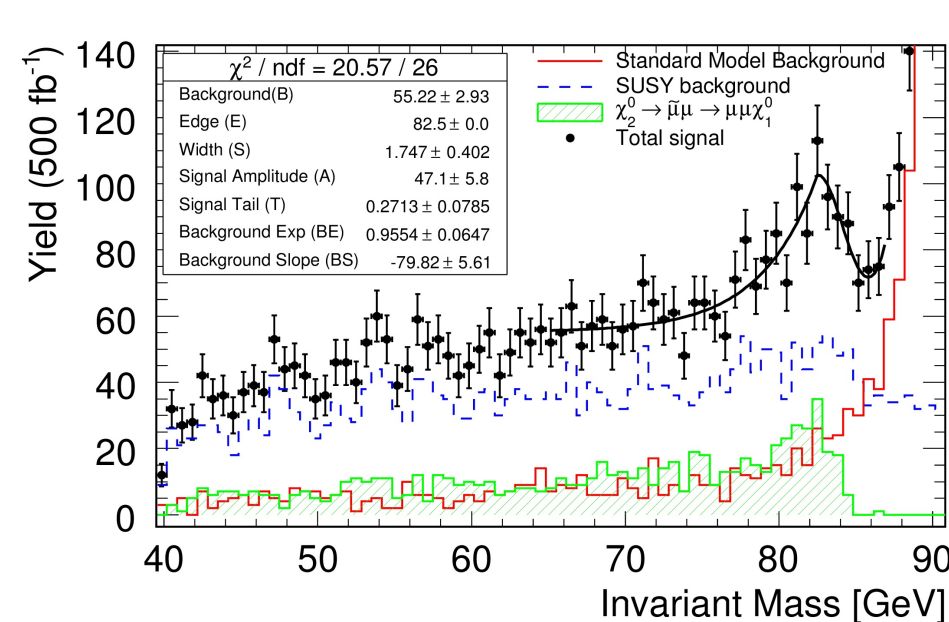 Yield (500 fb⁻¹)
140
120
100
80
60
40
20
0
χ² / ndf = 20.57 / 26
Background(B) 55.22 ± 2.93
Edge (E) 82.5 ± 0.0
Width (S) 1.747 ± 0.402
Signal Amplitude (A) 47.1 ± 5.8
Signal Tail (T) 0.2713 ± 0.0785
Background Exp (BE) 0.9554 ± 0.0647
Background Slope (BS) -79.82 ± 5.61
Standard Model Background
SUSY background
χ⁰₂ → μ̃μ → μμχ⁰₁
Total signal
40 50 60 70 80 90
Invariant Mass [GeV]